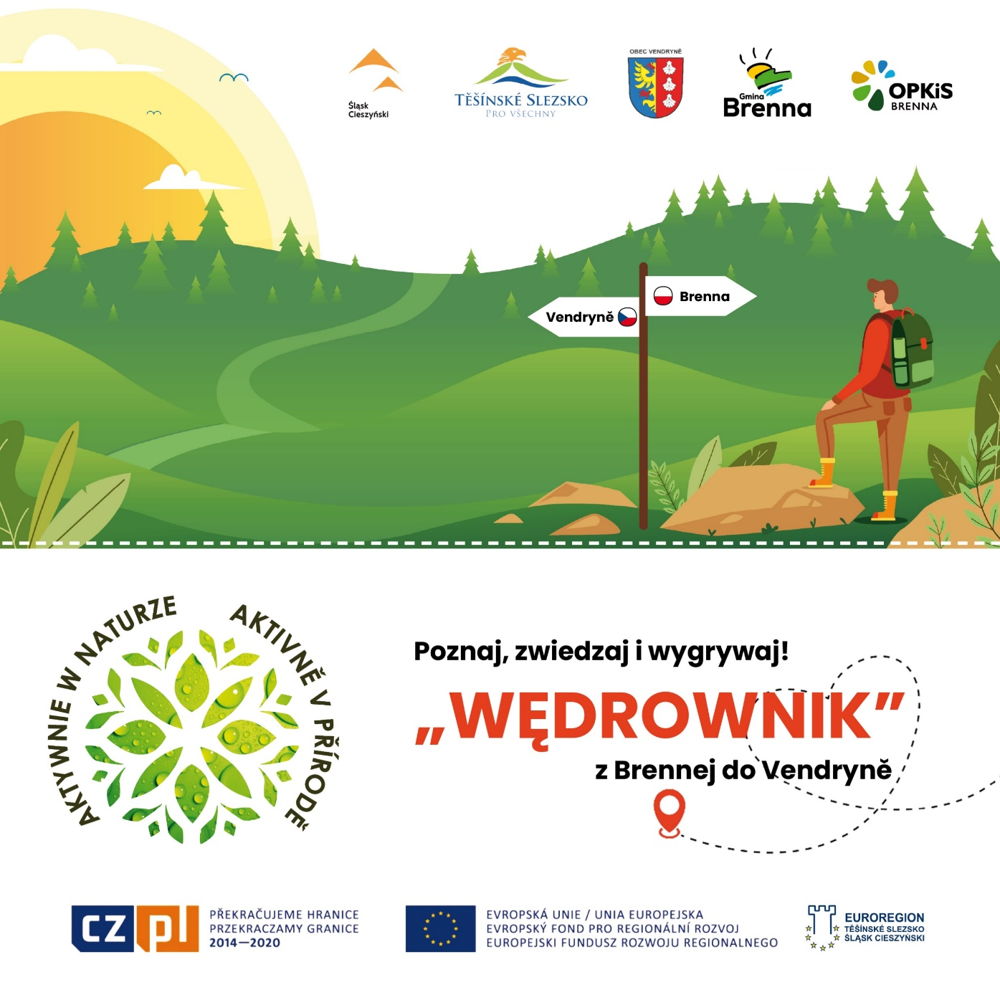 Śląsk
Cieszyński
TĚŠÍNSKÉ SLEZSKO
PRO VŠECHNY
OBEC VENDRYNĚ
Gmina
Brenna
OPKiS
BRENNA
Brenna
Vendryně
AKTYWNIE W NATURZE
AKTIVNĚ V PŘÍRODĚ
Poznaj, zwiedzaj i wygrywaj!
„WĘDROWNIK”
z Brennej do Vendryně
cz pl
PŘEKRAČUJEME HRANICE
PRZEKRACZAMY GRANICE
2014—2020
EVROPSKÁ UNIE / UNIA EUROPEJSKA
EVROPSKÝ FOND PRO REGIONÁLNÍ ROZVOJ
EUROPEJSKI FUNDUSZ ROZWOJU REGIONALNEGO
EUROREGION
TĚŠÍNSKÉ SLEZSKO
ŚLĄSK CIESZYŃSKI